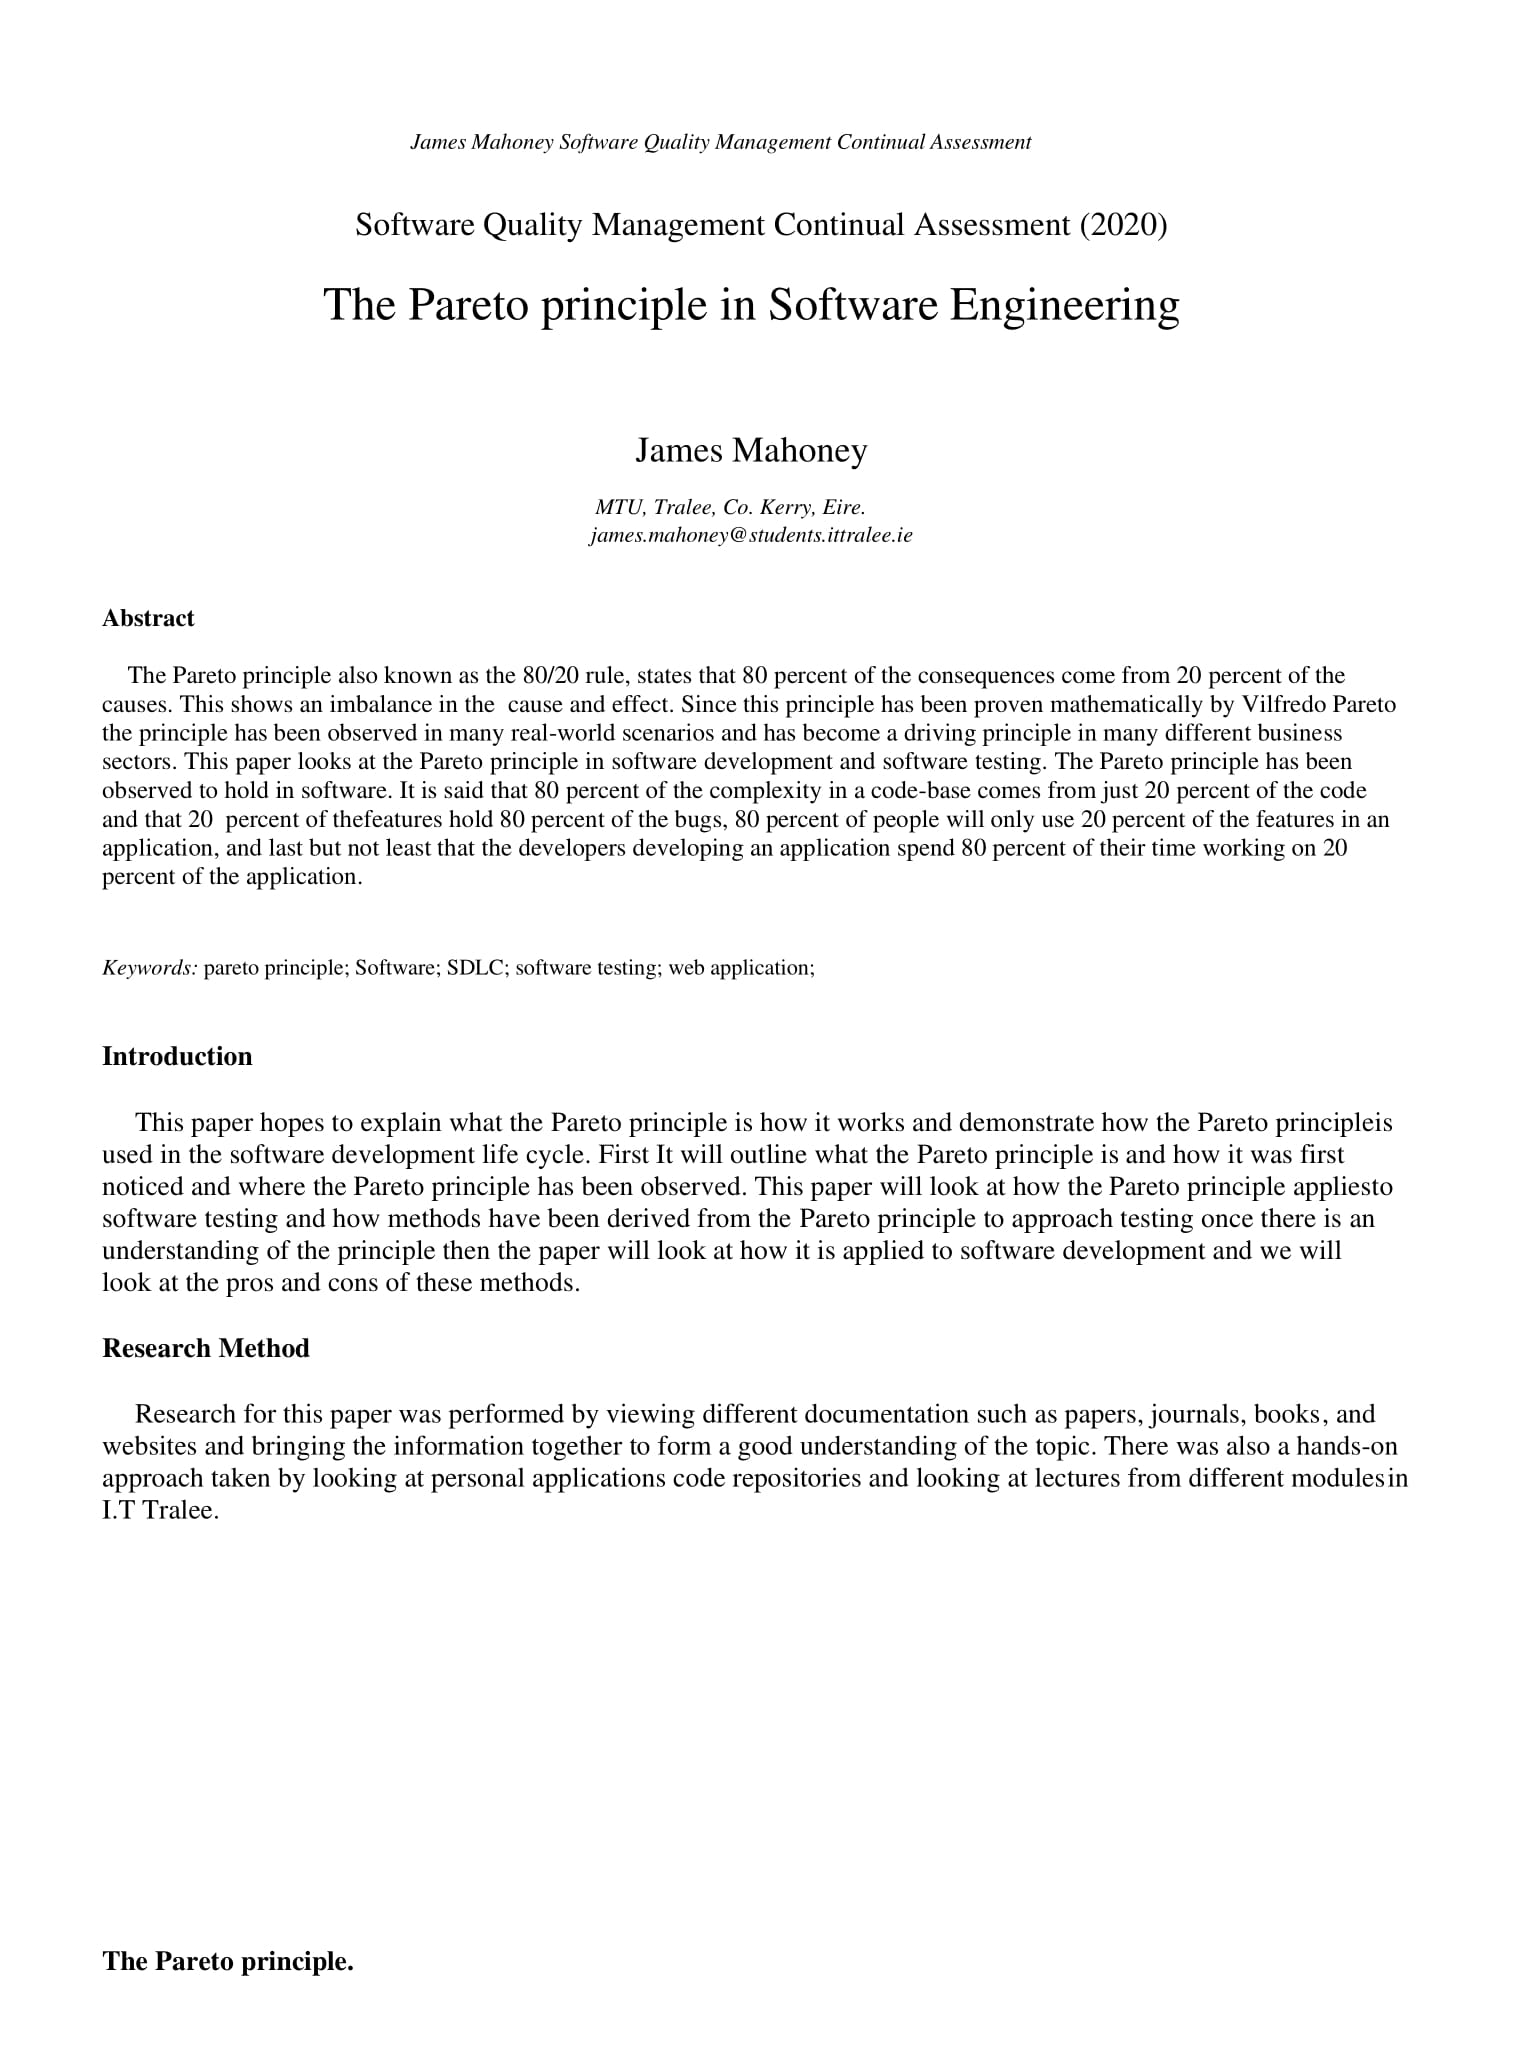 James Mahoney Software Quality Management Continual Assessment
Software Quality Management Continual Assessment (2020)
The Pareto principle in Software Engineering
James Mahoney
MTU, Tralee, Co. Kerry, Eire.
james.mahoney@students.ittralee.ie
Abstract
The Pareto principle also known as the 80/20 rule, states that 80 percent of the consequences come from 20 percent of the
causes. This shows an imbalance in the cause and effect. Since this principle has been proven mathematically by Vilfredo Pareto
the principle has been observed in many real-world scenarios and has become a driving principle in many different business
sectors. This paper looks at the Pareto principle in software development and software testing. The Pareto principle has been
observed to hold in software. It is said that 80 percent of the complexity in a code-base comes from just 20 percent of the code
and that 20 percent of thefeatures hold 80 percent of the bugs, 80 percent of people will only use 20 percent of the features in an
application, and last but not least that the developers developing an application spend 80 percent of their time working on 20
percent of the application.
Keywords: pareto principle; Software; SDLC; software testing; web application;
Introduction
This paper hopes to explain what the Pareto principle is how it works and demonstrate how the Pareto principleis
used in the software development life cycle. First It will outline what the Pareto principle is and how it was first
noticed and where the Pareto principle has been observed. This paper will look at how the Pareto principle appliesto
software testing and how methods have been derived from the Pareto principle to approach testing once there is an
understanding of the principle then the paper will look at how it is applied to software development and we will
look at the pros and cons of these methods.
Research Method
Research for this paper was performed by viewing different documentation such as papers, journals, books, and
websites and bringing the information together to form a good understanding of the topic. There was also a hands-on
approach taken by looking at personal applications code repositories and looking at lectures from different modulesin
I.T Tralee.
The Pareto principle.